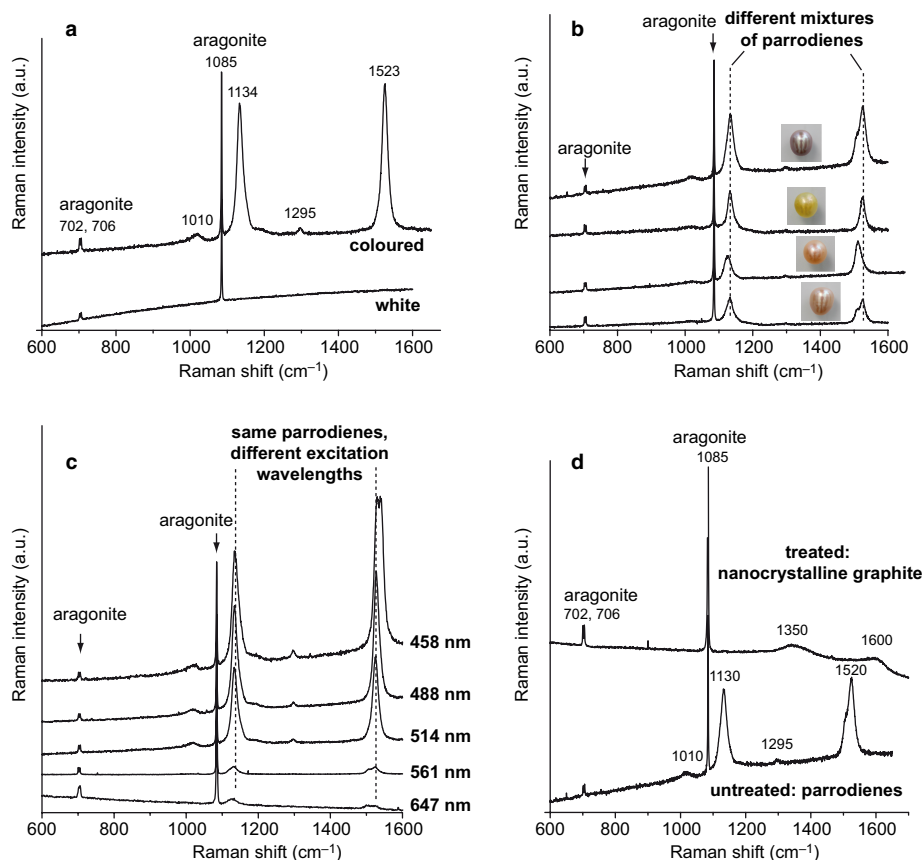 a
aragonite
1085
1134
1523
aragonite
702, 706
1010
1295
coloured
white
Raman intensity (a.u.)
600 800 1000 1200 1400 1600
Raman shift (cm⁻¹)
b
different mixtures
of parrodienes
aragonite
aragonite
Raman intensity (a.u.)
600 800 1000 1200 1400 1600
Raman shift (cm⁻¹)
c
same parrodienes,
different excitation
wavelengths
aragonite
aragonite
458 nm
488 nm
514 nm
561 nm
647 nm
Raman intensity (a.u.)
600 800 1000 1200 1400 1600
Raman shift (cm⁻¹)
d
aragonite
1085
treated:
nanocrystalline graphite
aragonite
702, 706
1350
1600
1130
1520
1010
1295
untreated: parrodienes
Raman intensity (a.u.)
600 800 1000 1200 1400 1600
Raman shift (cm⁻¹)